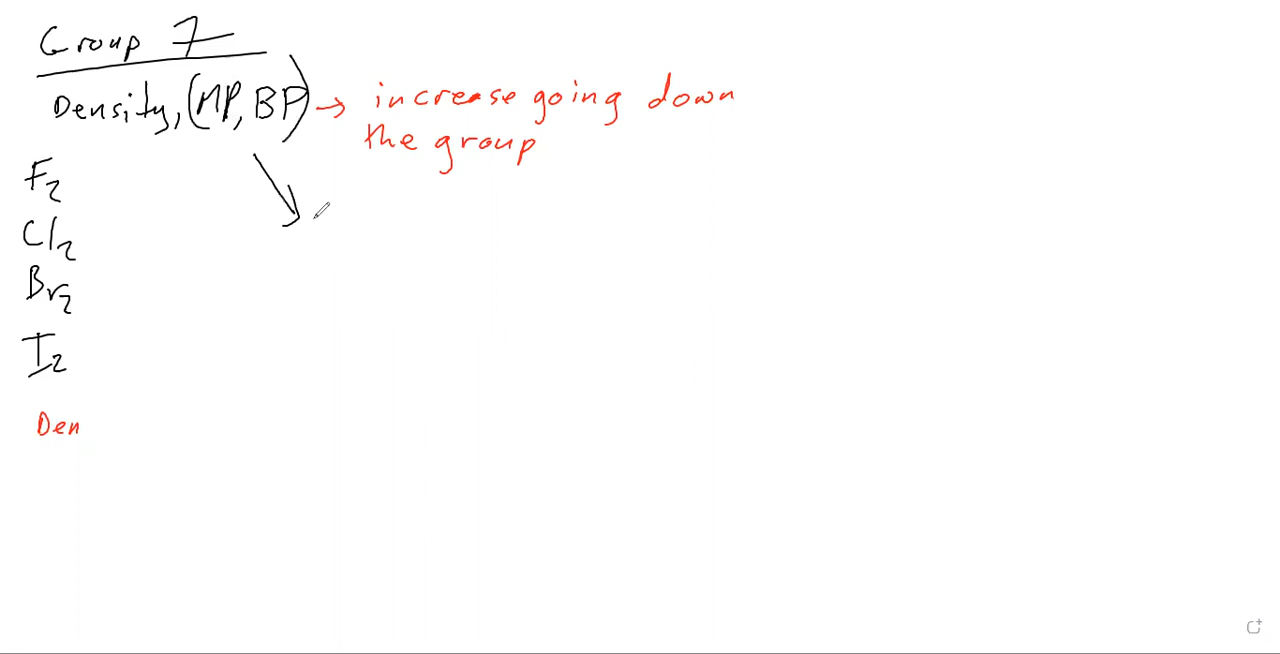 Group 7
Density, (MP, BP) → increase going down
the group
F2
Cl2
Br2
I2
Den